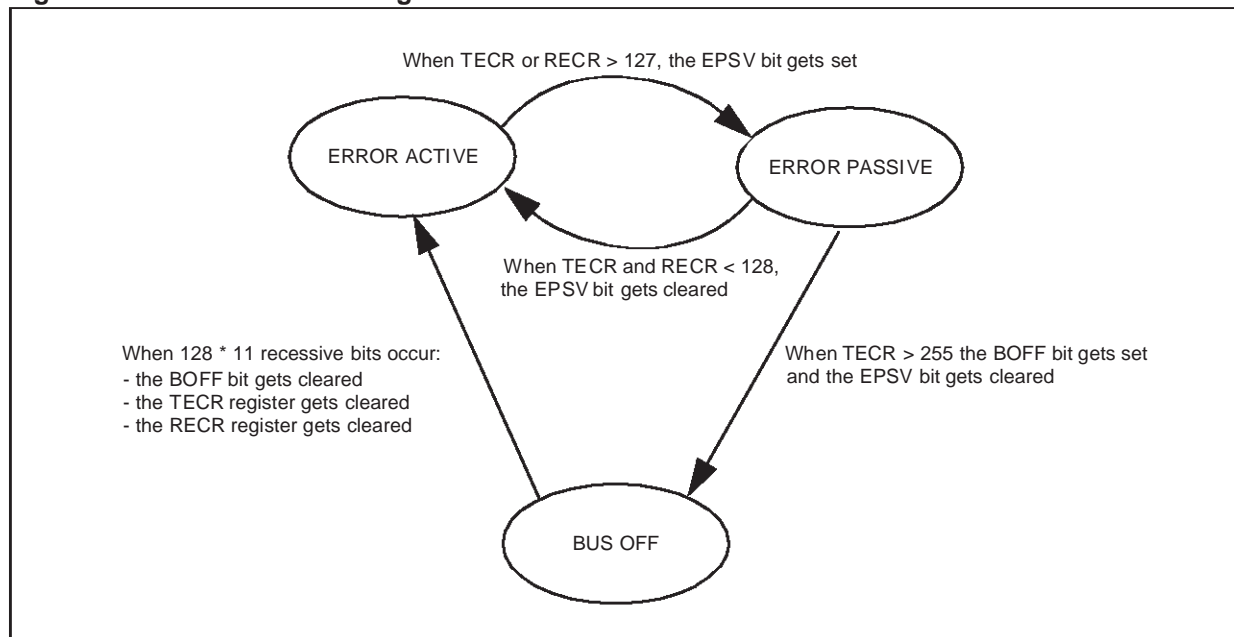 When TECR or RECR > 127, the EPSV bit gets set
ERROR ACTIVE
ERROR PASSIVE
When TECR and RECR < 128,
the EPSV bit gets cleared
When 128 * 11 recessive bits occur:
- the BOFF bit gets cleared
- the TECR register gets cleared
- the RECR register gets cleared
When TECR > 255 the BOFF bit gets set
and the EPSV bit gets cleared
BUS OFF